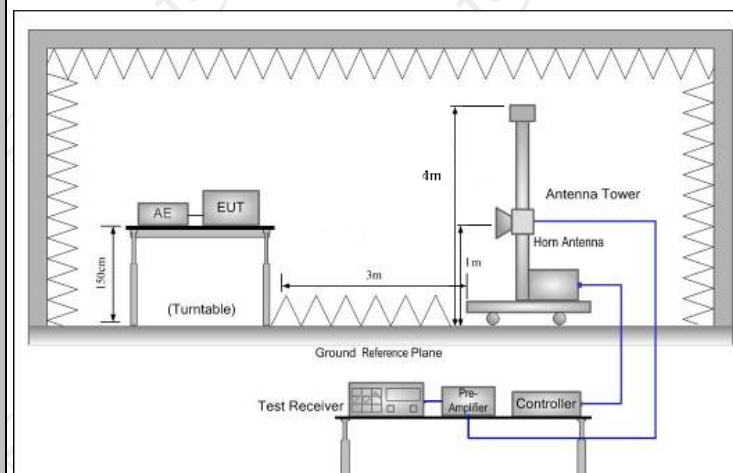 4m
Antenna Tower
AE
EUT
Horn Antenna
150cm
1m
3m
(Turntable)
Ground Reference Plane
Test Receiver
Pre-
Amplifier
Controller